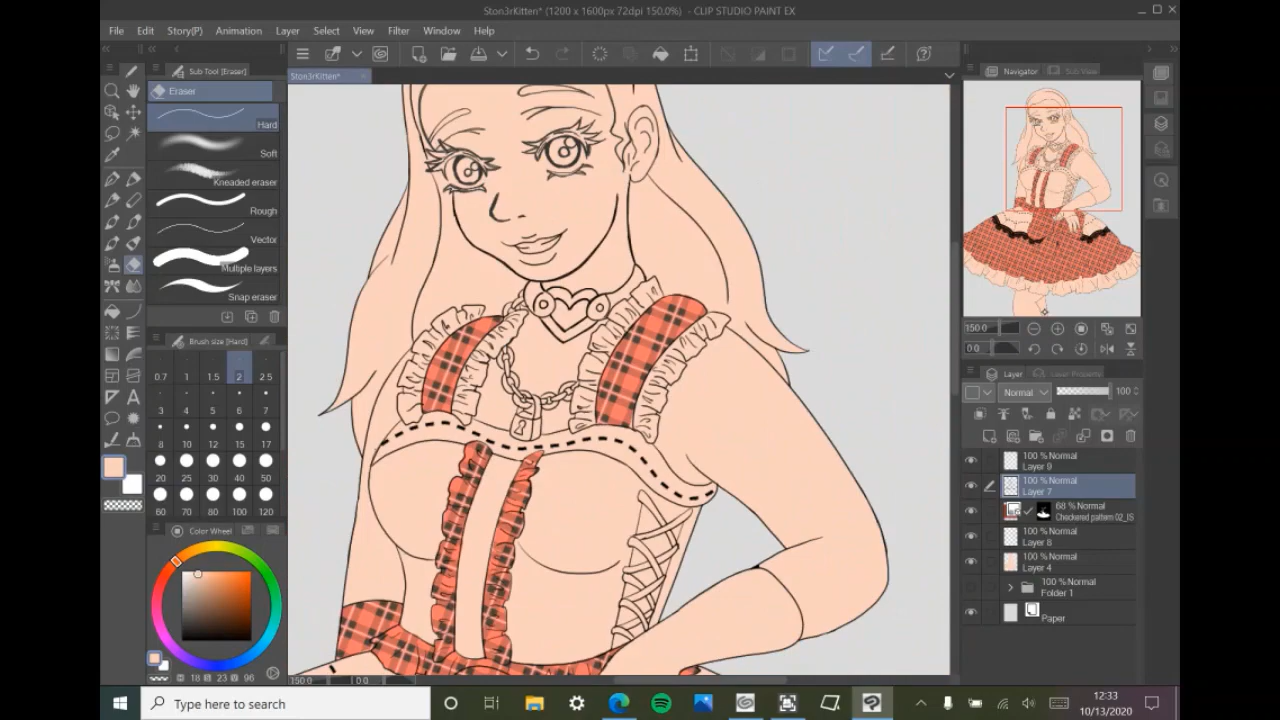 Ston3rKitten* (1200 x 1600px 72dpi 150.0%) - CLIP STUDIO PAINT EX
File Edit Story(P) Animation Layer Select View Filter Window Help
Sub Tool [Eraser]
Ston3rKitten*
Navigator Sub View
Eraser
Hard
Soft
Kneaded eraser
Rough
Vector
Multiple layers
Snap eraser
Brush size [Hard]
0.7 1 1.5 2 2.5
3 4 5 6 7
8 10 12 15 17
20 25 30 40 50
60 70 80 100 120
Color Wheel
18 23 96
150.0 0.0
150.0
0.0
Layer Layer Property
Normal 100
100 %Normal
Layer 9
100 %Normal
Layer 7
68 %Normal
Checkered pattern 02_IS
100 %Normal
Layer 8
100 %Normal
Layer 4
100 %Normal
Folder 1
Paper
Type here to search
12:33
10/13/2020